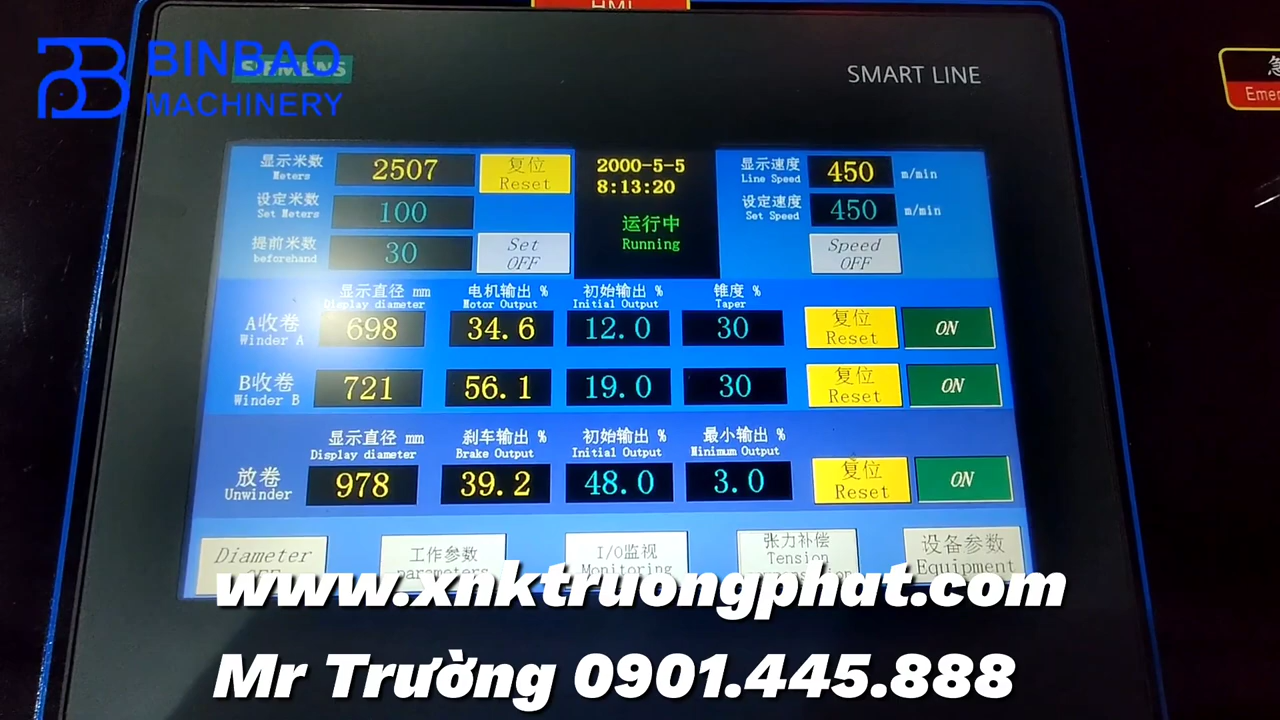 HMI
BINBAO
MACHINERY
SIEMENS
SMART LINE
急
Emer
显示米数 2507 复位
Meters Reset
2000-5-5
8:13:20
显示速度 450 m/min
Line Speed
设定米数 100
Set Meters
运行中
Running
设定速度 450 m/min
Set Speed
提前米数 30 Set
beforehand OFF
Speed
OFF
显示直径 mm 电机输出 % 初始输出 % 锥度 %
Display diameter Motor Output Initial Output Taper
A收卷 698 34.6 12.0 30 复位 ON
Winder A Reset
B收卷 721 56.1 19.0 30 复位 ON
Winder B Reset
显示直径 mm 刹车输出 % 初始输出 % 最小输出 %
Display diameter Brake Output Initial Output Minimum Output
放卷 978 39.2 48.0 3.0 复位 ON
Unwinder Reset
Diameter
工作参数
parameters
I/O监视
Monitoring
张力补偿
Tension
设备参数
Equipment
www.xnktruongphat.com
Mr Trường 0901.445.888